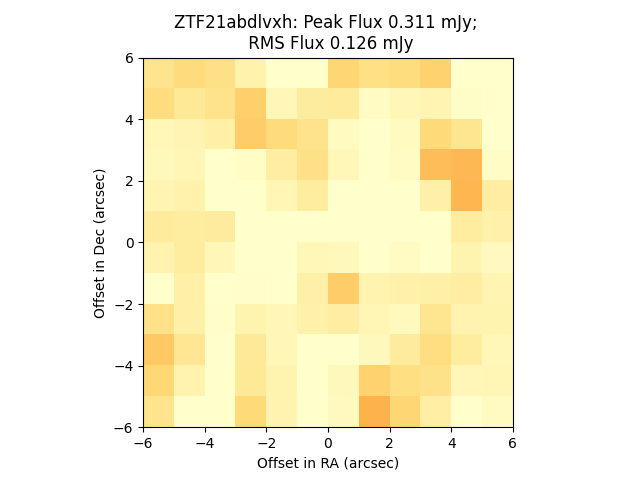 ZTF21abdlvxh: Peak Flux 0.311 mJy;
RMS Flux 0.126 mJy
6
4
2
0
−2
−4
−6
Offset in Dec (arcsec)
−6 −4 −2 0 2 4 6
Offset in RA (arcsec)